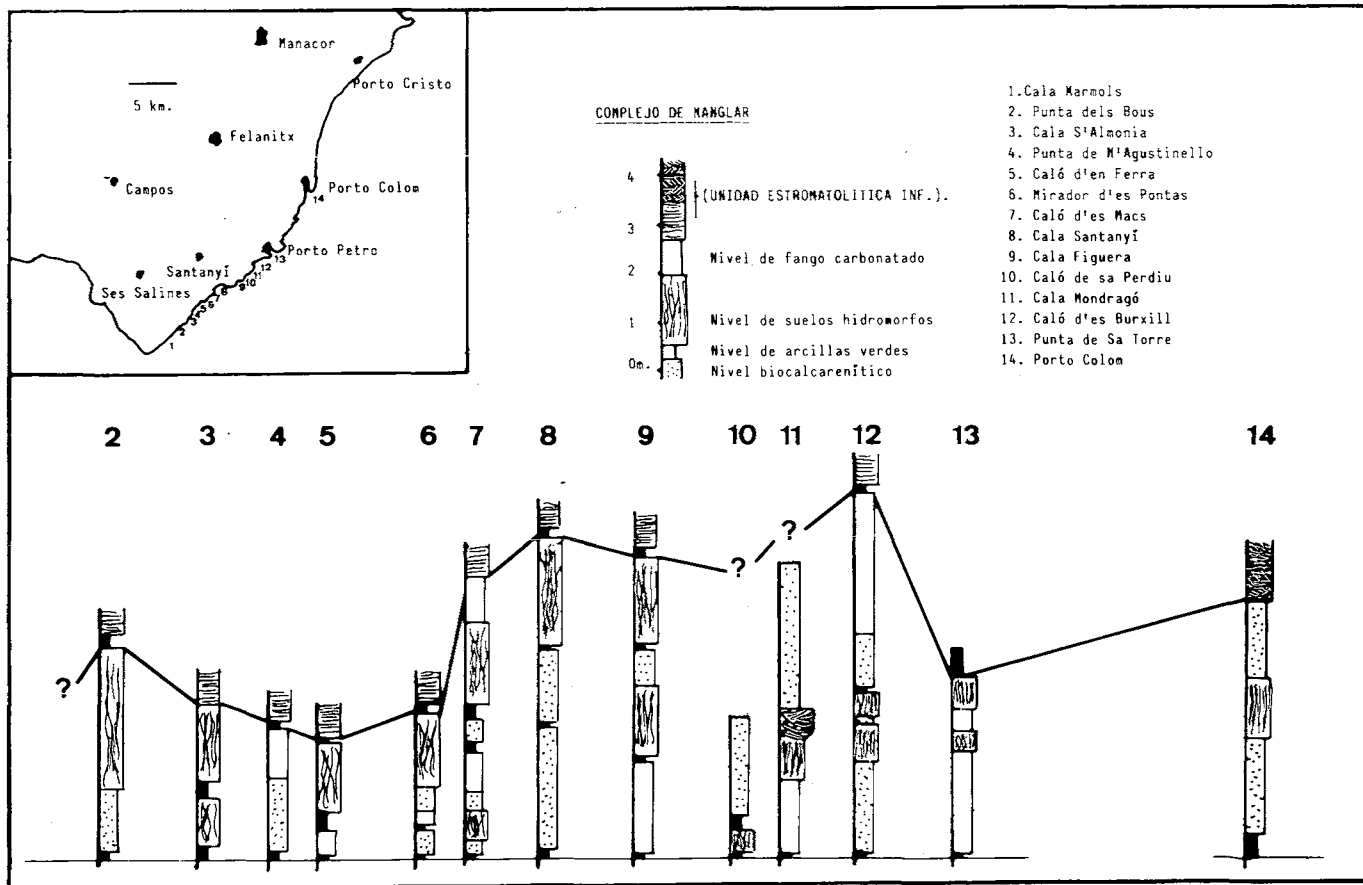 Manacor
Porto Cristo
5 km.
Felanitx
Campos
Porto Colom
14
Porto Petro
13
12
Santanyí
11
10
9
Ses Salines
8
7
6
5
4
3
2
1
COMPLEJO DE MANGLAR
4
(UNIDAD ESTROMATOLITICA INF.).
3
Nivel de fango carbonatado
2
1
Nivel de suelos hidromorfos
Nivel de arcillas verdes
0m.
Nivel biocalcarenítico
1.Cala Marmols
2. Punta dels Bous
3. Cala S'Almonia
4. Punta de M'Agustinello
5. Caló d'en Ferra
6. Mirador d'es Pontas
7. Caló d'es Macs
8. Cala Santanyí
9. Cala Figuera
10. Caló de sa Perdiu
11. Cala Mondragó
12. Caló d'es Burxill
13. Punta de Sa Torre
14. Porto Colom
2 3 4 5 6 7 8 9 10 11 12 13 14
? ? ?